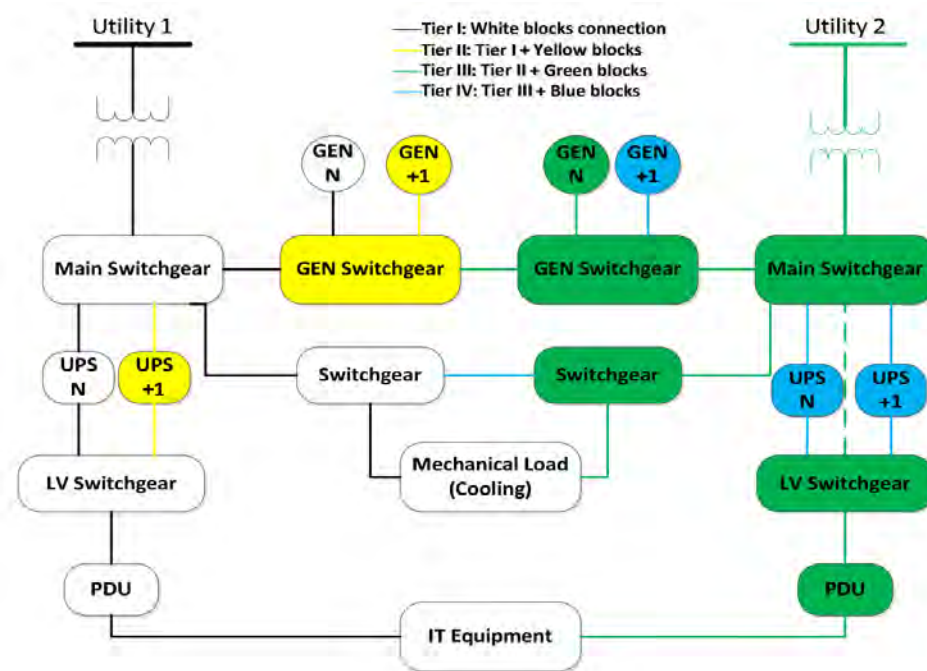 Utility 1
Utility 2
Tier I: White blocks connection
Tier II: Tier I + Yellow blocks
Tier III: Tier II + Green blocks
Tier IV: Tier III + Blue blocks
GEN
N
GEN
+1
GEN
N
GEN
+1
Main Switchgear
GEN Switchgear
GEN Switchgear
Main Switchgear
UPS
N
UPS
+1
Switchgear
Switchgear
UPS
N
UPS
+1
Mechanical Load
(Cooling)
LV Switchgear
LV Switchgear
PDU
PDU
IT Equipment